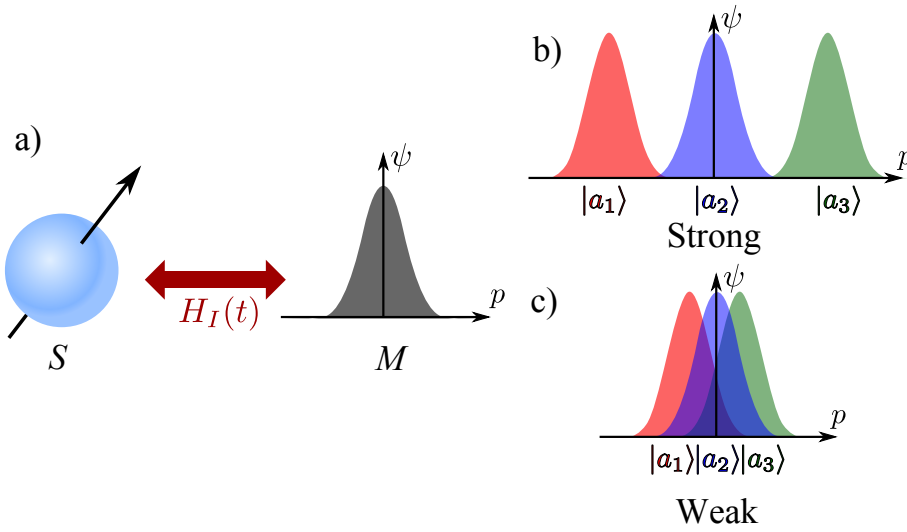 a)
S
H_I(t)
ψ
p
M
b)
ψ
p
|a₁⟩ |a₂⟩ |a₃⟩
Strong
c)
ψ
p
|a₁⟩|a₂⟩|a₃⟩
Weak